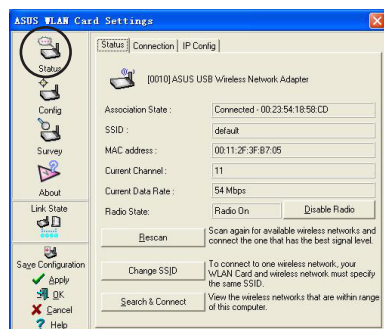 ASUS WLAN Card Settings
Status
Config
Survey
About
Link State
Save Configuration
Apply
OK
Cancel
Help
Status Connection IP Config
[0010] ASUS USB Wireless Network Adapter
Association State : Connected - 00:23:54:18:58:CD
SSID : default
MAC address : 00:11:2F:3F:B7:05
Current Channel : 11
Current Data Rate : 54 Mbps
Radio State: Radio On Disable Radio
Rescan
Scan again for available wireless networks and
connect the one that has the best signal level.
Change SSID
To connect to one wireless network, your
WLAN Card and wireless network must specify
the same SSID.
Search & Connect
View the wireless networks that are within range
of this computer.